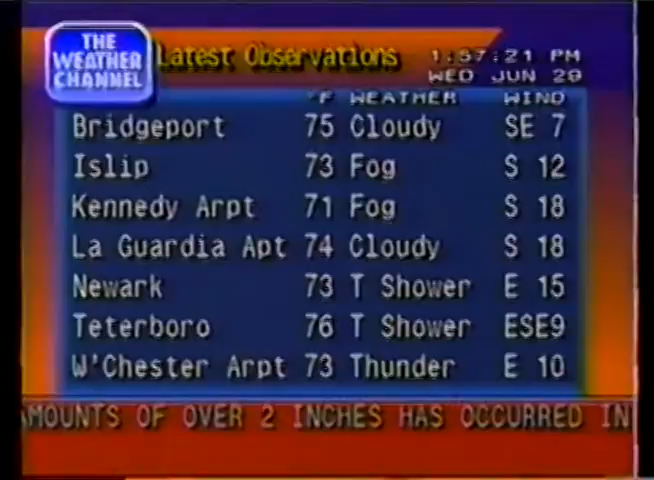 THE
WEATHER
CHANNEL
Latest Observations
1:57:21 PM
WED JUN 20
°F WEATHER WIND
Bridgeport 75 Cloudy SE 7
Islip 73 Fog S 12
Kennedy Arpt 71 Fog S 18
La Guardia Apt 74 Cloudy S 18
Newark 73 T Shower E 15
Teterboro 76 T Shower ESE9
W'Chester Arpt 73 Thunder E 10
AMOUNTS OF OVER 2 INCHES HAS OCCURRED IN